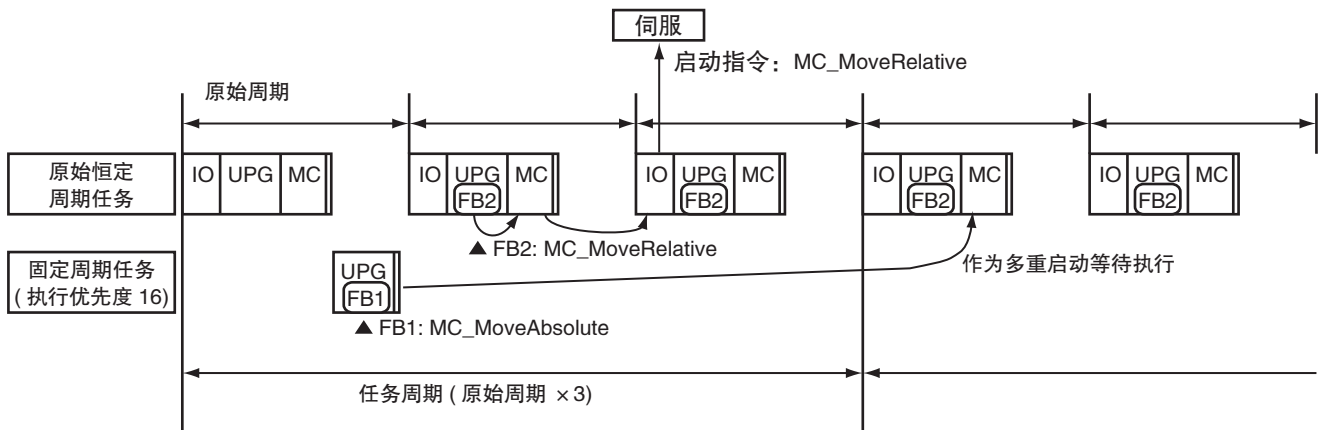 伺服
启动指令：MC_MoveRelative
原始周期
原始恒定
周期任务
IO UPG MC
IO UPG MC
FB2
IO UPG MC
FB2
IO UPG MC
FB2
IO UPG MC
FB2
▲ FB2: MC_MoveRelative
作为多重启动等待执行
固定周期任务
( 执行优先度 16)
UPG
FB1
▲ FB1: MC_MoveAbsolute
任务周期 ( 原始周期 ×3)